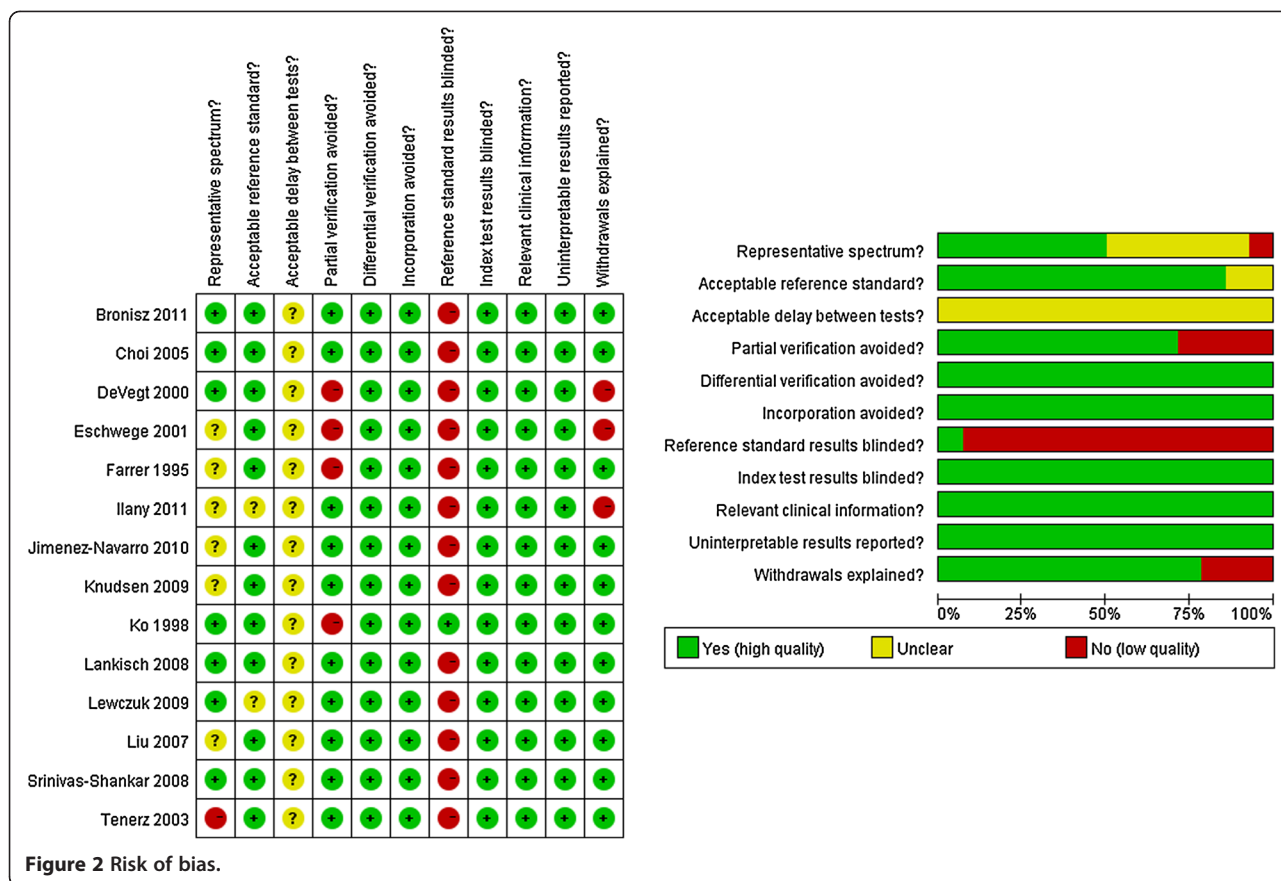 Representative spectrum?
Acceptable reference standard?
Acceptable delay between tests?
Partial verification avoided?
Differential verification avoided?
Incorporation avoided?
Reference standard results blinded?
Index test results blinded?
Relevant clinical information?
Uninterpretable results reported?
Withdrawals explained?
Bronisz 2011 + + ? + + + - + + + +
Choi 2005 + + ? + + + - + + + +
DeVegt 2000 + + ? - + + - + + + -
Eschwege 2001 ? + ? - + + - + + + -
Farrer 1995 ? + ? - + + - + + + +
Ilany 2011 ? ? ? + + + - + + + -
Jimenez-Navarro 2010 ? + ? + + + - + + + +
Knudsen 2009 ? + ? + + + - + + + +
Ko 1998 + + ? - + + + + + + +
Lankisch 2008 + + ? + + + - + + + +
Lewczuk 2009 + ? ? + + + - + + + +
Liu 2007 ? + ? + + + - + + + +
Srinivas-Shankar 2008 + + ? + + + - + + + +
Tenerz 2003 - + ? + + + - + + + +
Representative spectrum?
Acceptable reference standard?
Acceptable delay between tests?
Partial verification avoided?
Differential verification avoided?
Incorporation avoided?
Reference standard results blinded?
Index test results blinded?
Relevant clinical information?
Uninterpretable results reported?
Withdrawals explained?
0% 25% 50% 75% 100%
Yes (high quality) Unclear No (low quality)
Figure 2 Risk of bias.